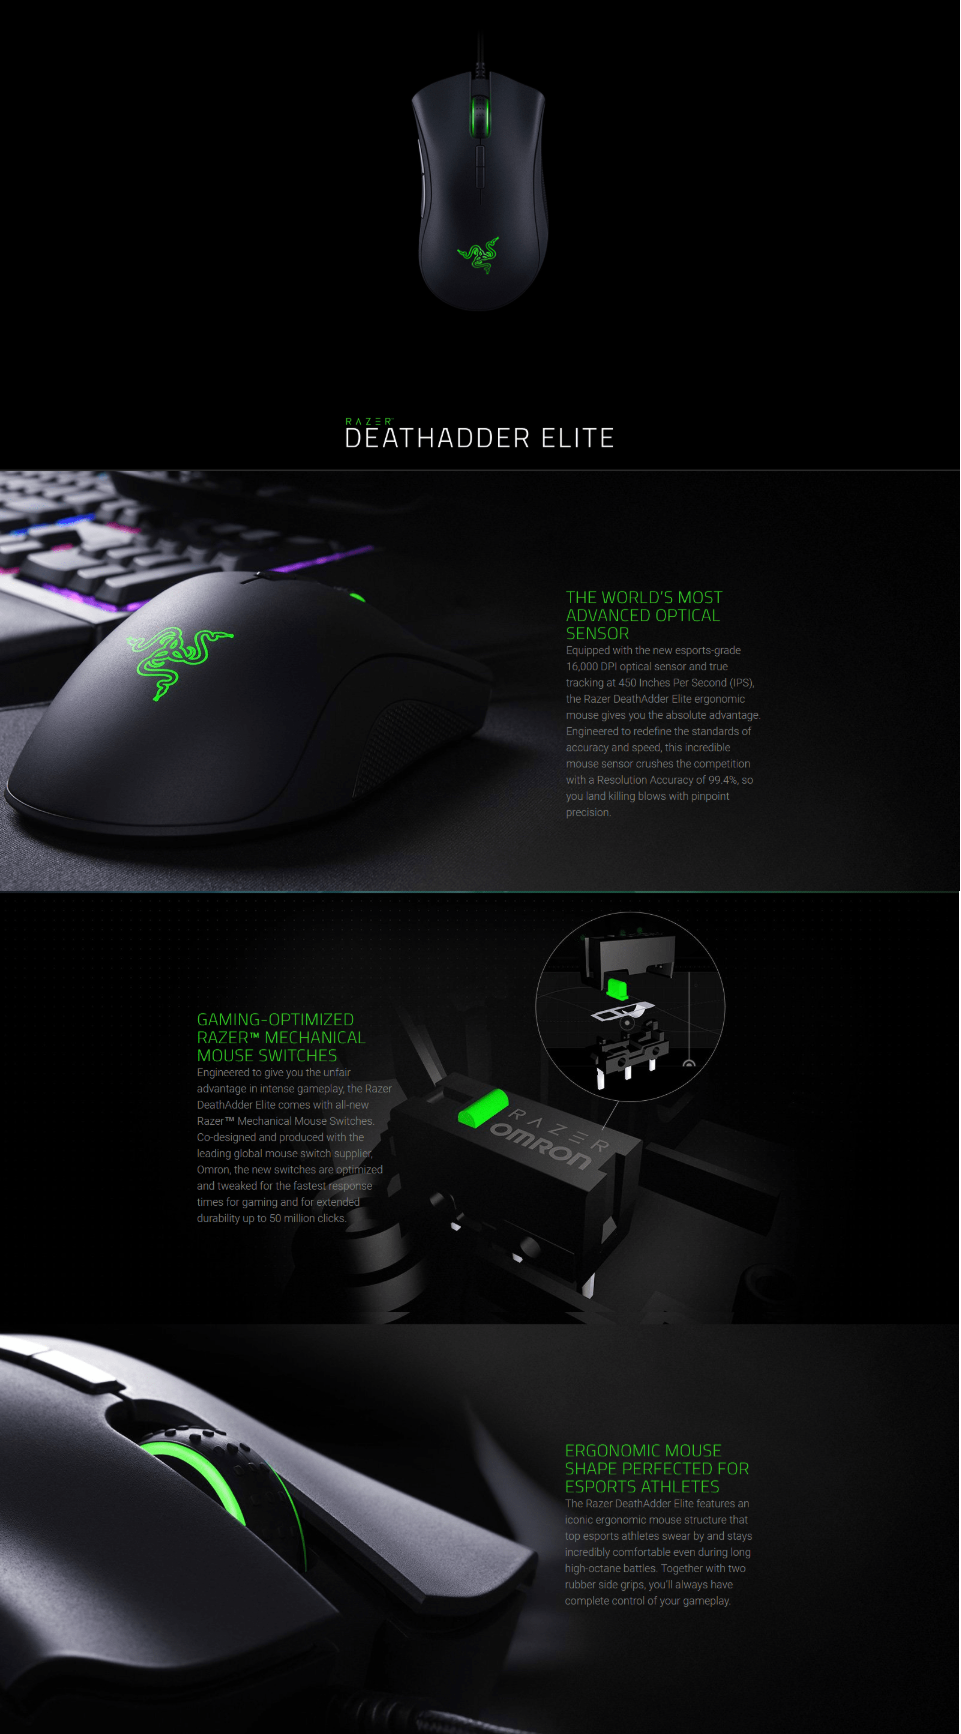 RAZER
DEATHADDER ELITE
THE WORLD'S MOST
ADVANCED OPTICAL
SENSOR
Equipped with the new esports-grade
16,000 DPI optical sensor and true
tracking at 450 Inches Per Second (IPS),
the Razer DeathAdder Elite ergonomic
mouse gives you the absolute advantage.
Engineered to redefine the standards of
accuracy and speed, this incredible
mouse sensor crushes the competition
with a Resolution Accuracy of 99.4%, so
you land killing blows with pinpoint
precision.
GAMING-OPTIMIZED
RAZER™ MECHANICAL
MOUSE SWITCHES
Engineered to give you the unfair
advantage in intense gameplay, the Razer
DeathAdder Elite comes with all-new
Razer™ Mechanical Mouse Switches.
Co-designed and produced with the
leading global mouse switch supplier,
Omron, the new switches are optimized
and tweaked for the fastest response
times for gaming and for extended
durability up to 50 million clicks.
RAZER
OMRON
ERGONOMIC MOUSE
SHAPE PERFECTED FOR
ESPORTS ATHLETES
The Razer DeathAdder Elite features an
iconic ergonomic mouse structure that
top esports athletes swear by and stays
incredibly comfortable even during long
high-octane battles. Together with two
rubber side grips, you'll always have
complete control of your gameplay.